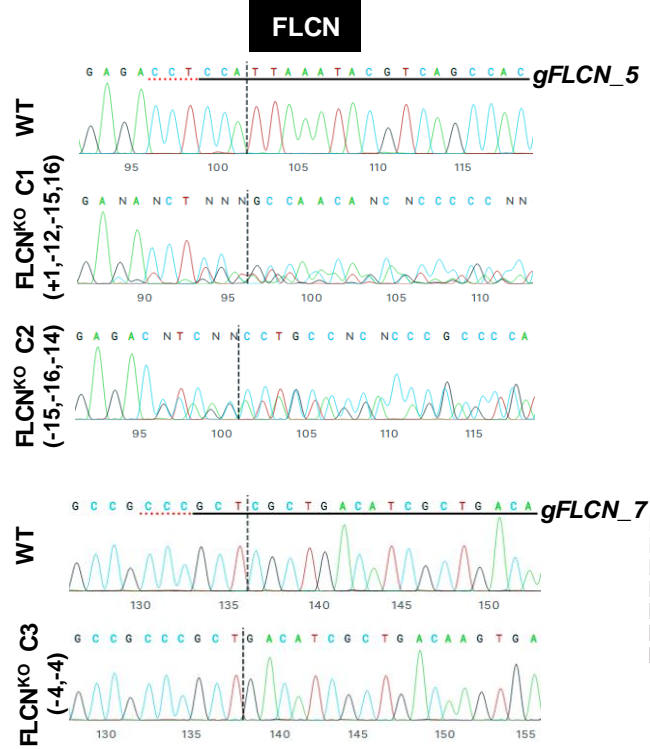 FLCN
G A G A C C T C C A T T A A A T A C G T C A G C C A C gFLCN_5
WT
95 100 105 110 115
G A N A N C T N N N G C C A A C A N C N C C C C C N N
FLCN^KO C1
(+1,-12,-15,16)
90 95 100 105 110
G A G A C N T C N N C C T G C C N C N C C C G C C C C A
FLCN^KO C2
(-15,-16,-14)
95 100 105 110 115
G C C G C C C G C T C G C T G A C A T C G C T G A C A gFLCN_7
WT
130 135 140 145 150
G C C G C C C G C T G A C A T C G C T G A C A A G T G A
FLCN^KO C3
(-4,-4)
130 135 140 145 150 155